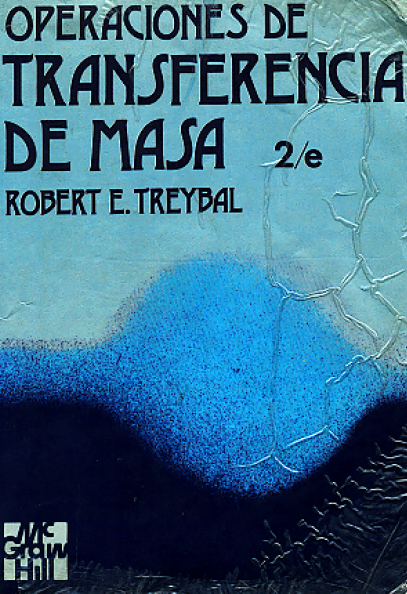 OPERACIONES DE
TRANSFERENCIA
DE MASA 2/e
ROBERT E. TREYBAL
Mc
Graw
Hill